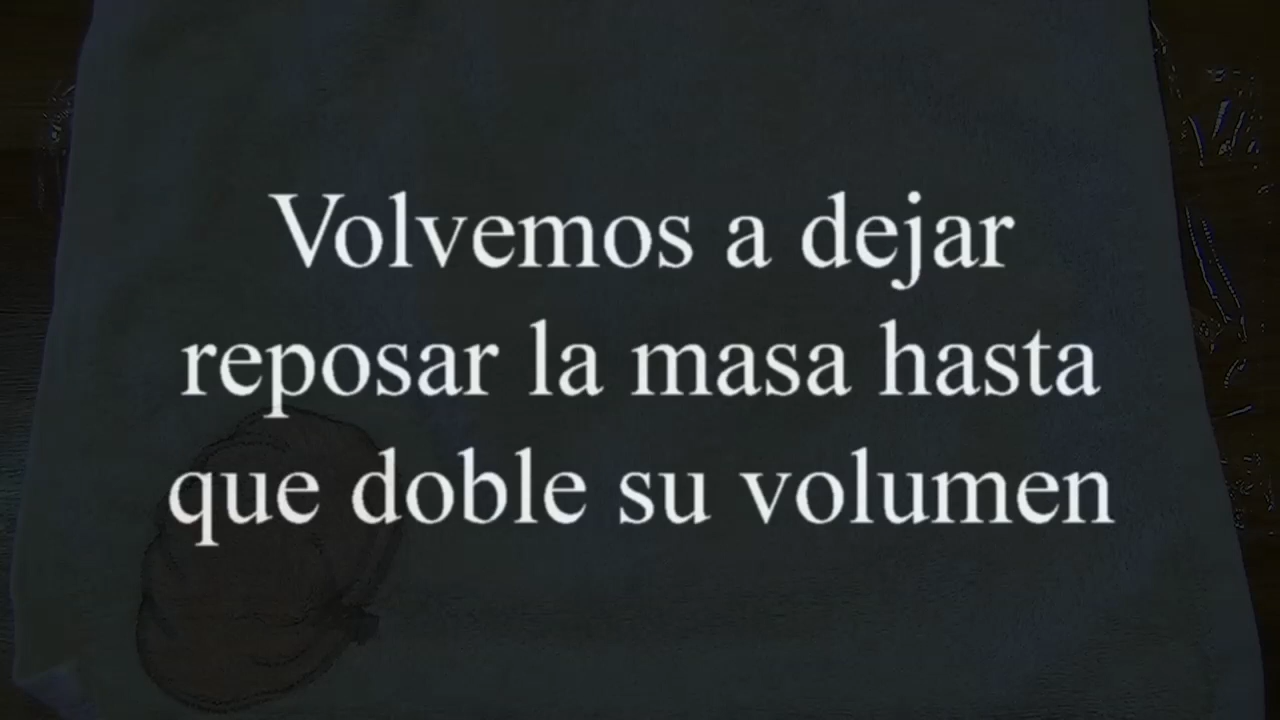 Volvemos a dejar
reposar la masa hasta
que doble su volumen